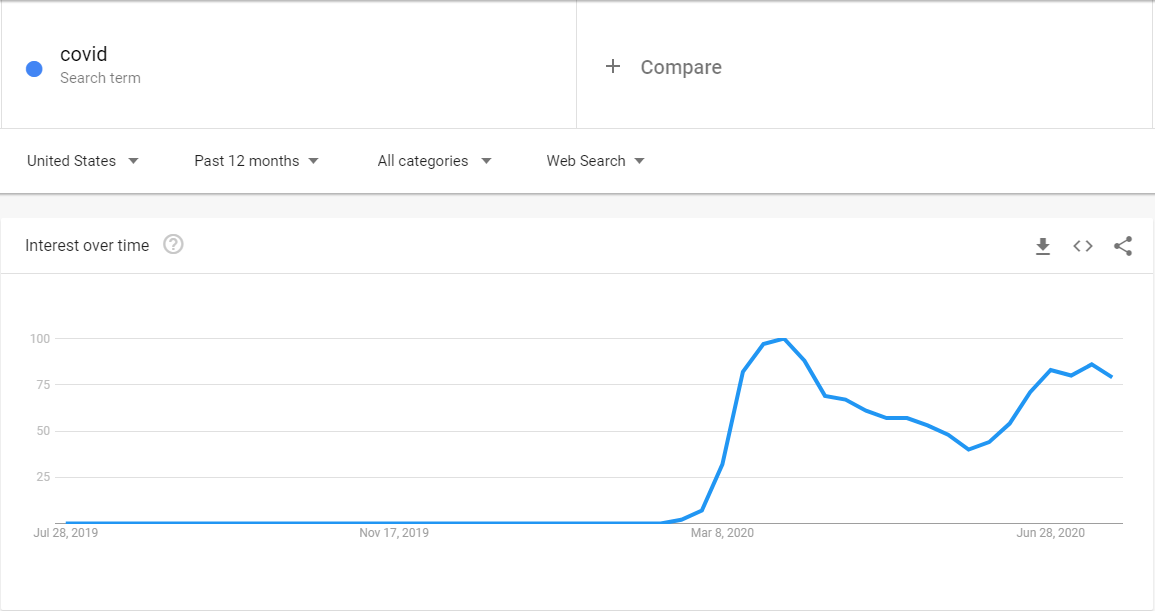 covid
Search term
+ Compare
United States
Past 12 months
All categories
Web Search
Interest over time ?
100
75
50
25
Jul 28, 2019 Nov 17, 2019 Mar 8, 2020 Jun 28, 2020